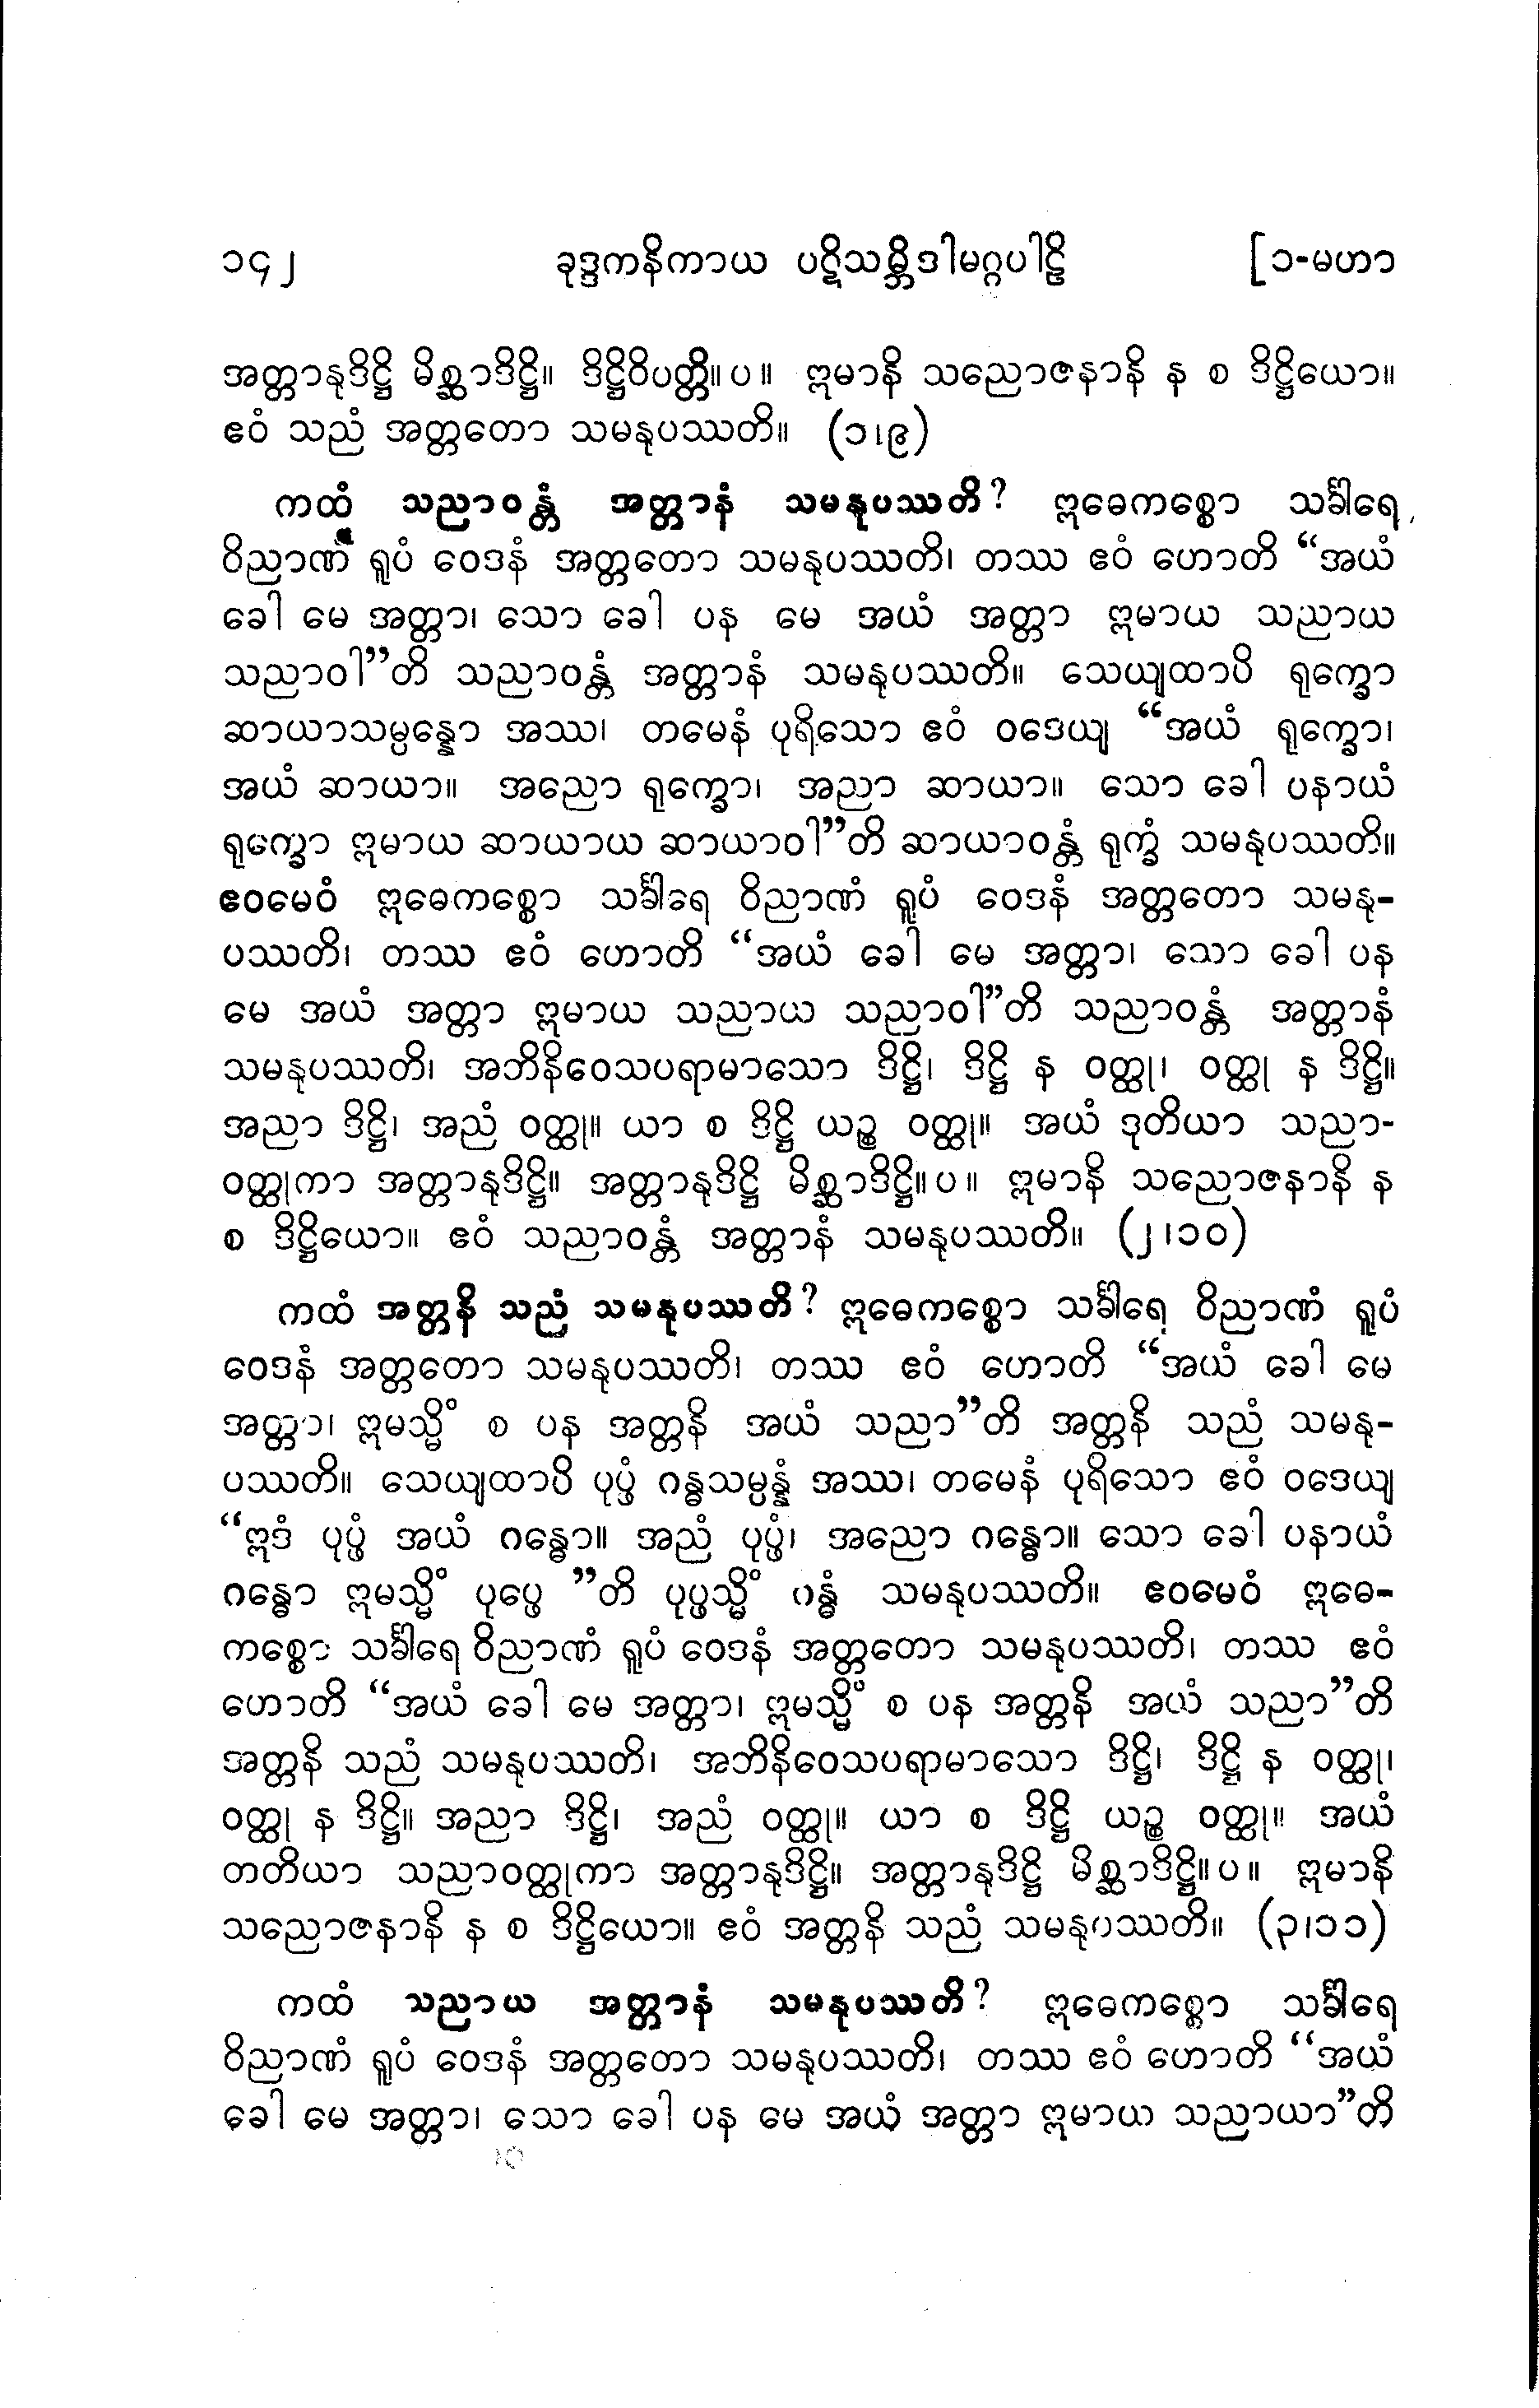 ၁၄၂ ခုဒ္ဒကနိကာယ ပဋိသမ္ဘိဒါမဂ္ဂပါဠိ [၁-မဟာ
အတ္တာနုဒိဋ္ဌိ မိစ္ဆာဒိဋ္ဌိ။ ဒိဋ္ဌိဝိပတ္တိ။ပ။ ဣမာနိ သညောဇနာနိ န စ ဒိဋ္ဌိယော။
ဧဝံ သညံ အတ္တတော သမနုပဿတိ။ (၁၊၉)
ကထံ သညာဝန္တံ အတ္တာနံ သမနုပဿတိ? ဣဓေကစ္စော သင်္ခါရေ
ဝိညာဏံ ရူပံ ဝေဒနံ အတ္တတော သမနုပဿတိ၊ တဿ ဧဝံ ဟောတိ “အယံ
ခေါ မေ အတ္တာ၊ သော ခေါ ပန မေ အယံ အတ္တာ ဣမာယ သညာယ
သညာဝါ”တိ သညာဝန္တံ အတ္တာနံ သမနုပဿတိ။ သေယျထာပိ ရုက္ခော
ဆာယာသမ္ပန္နော အဿ၊ တမေနံ ပုရိသော ဧဝံ ဝဒေယျ “အယံ ရုက္ခော၊
အယံ ဆာယာ။ အညော ရုက္ခော၊ အညာ ဆာယာ။ သော ခေါ ပနာယံ
ရုက္ခော ဣမာယ ဆာယာယ ဆာယာဝါ”တိ ဆာယာဝန္တံ ရုက္ခံ သမနုပဿတိ။
ဧဝမေဝံ ဣဓေကစ္စော သင်္ခါရေ ဝိညာဏံ ရူပံ ဝေဒနံ အတ္တတော သမနု-
ပဿတိ၊ တဿ ဧဝံ ဟောတိ “အယံ ခေါ မေ အတ္တာ၊ သော ခေါ ပန
မေ အယံ အတ္တာ ဣမာယ သညာယ သညာဝါ”တိ သညာဝန္တံ အတ္တာနံ
သမနုပဿတိ၊ အဘိနိဝေသပရာမာသော ဒိဋ္ဌိ၊ ဒိဋ္ဌိ န ဝတ္ထု၊ ဝတ္ထု န ဒိဋ္ဌိ။
အညာ ဒိဋ္ဌိ၊ အညံ ဝတ္ထု။ ယာ စ ဒိဋ္ဌိ ယဉ္စ ဝတ္ထု။ အယံ ဒုတိယာ သညာ-
ဝတ္ထုကာ အတ္တာနုဒိဋ္ဌိ။ အတ္တာနုဒိဋ္ဌိ မိစ္ဆာဒိဋ္ဌိ။ပ။ ဣမာနိ သညောဇနာနိ န
စ ဒိဋ္ဌိယော။ ဧဝံ သညာဝန္တံ အတ္တာနံ သမနုပဿတိ။ (၂၊၁၀)
ကထံ အတ္တနိ သညံ သမနုပဿတိ? ဣဓေကစ္စော သင်္ခါရေ ဝိညာဏံ ရူပံ
ဝေဒနံ အတ္တတော သမနုပဿတိ၊ တဿ ဧဝံ ဟောတိ “အယံ ခေါ မေ
အတ္တာ၊ ဣမသ္မိံ စ ပန အတ္တနိ အယံ သညာ”တိ အတ္တနိ သညံ သမနု-
ပဿတိ။ သေယျထာပိ ပုပ္ဖံ ဂန္ဓသမ္ပန္နံ အဿ၊ တမေနံ ပုရိသော ဧဝံ ဝဒေယျ
“ဣဒံ ပုပ္ဖံ အယံ ဂန္ဓော။ အညံ ပုပ္ဖံ၊ အညော ဂန္ဓော။ သော ခေါ ပနာယံ
ဂန္ဓော ဣမသ္မိံ ပုပ္ဖေ ”တိ ပုပ္ဖသ္မိံ ဂန္ဓံ သမနုပဿတိ။ ဧဝမေဝံ ဣဓေ-
ကစ္စော သင်္ခါရေ ဝိညာဏံ ရူပံ ဝေဒနံ အတ္တတော သမနုပဿတိ၊ တဿ ဧဝံ
ဟောတိ “အယံ ခေါ မေ အတ္တာ၊ ဣမသ္မိံ စ ပန အတ္တနိ အယံ သညာ”တိ
အတ္တနိ သညံ သမနုပဿတိ၊ အဘိနိဝေသပရာမာသော ဒိဋ္ဌိ၊ ဒိဋ္ဌိ န ဝတ္ထု၊
ဝတ္ထု န ဒိဋ္ဌိ။ အညာ ဒိဋ္ဌိ၊ အညံ ဝတ္ထု။ ယာ စ ဒိဋ္ဌိ ယဉ္စ ဝတ္ထု။ အယံ
တတိယာ သညာဝတ္ထုကာ အတ္တာနုဒိဋ္ဌိ။ အတ္တာနုဒိဋ္ဌိ မိစ္ဆာဒိဋ္ဌိ။ပ။ ဣမာနိ
သညောဇနာနိ န စ ဒိဋ္ဌိယော။ ဧဝံ အတ္တနိ သညံ သမနုပဿတိ။ (၃၊၁၁)
ကထံ သညာယ အတ္တာနံ သမနုပဿတိ? ဣဓေကစ္စော သင်္ခါရေ
ဝိညာဏံ ရူပံ ဝေဒနံ အတ္တတော သမနုပဿတိ၊ တဿ ဧဝံ ဟောတိ “အယံ
ခေါ မေ အတ္တာ၊ သော ခေါ ပန မေ အယံ အတ္တာ ဣမာယ သညာယာ”တိ